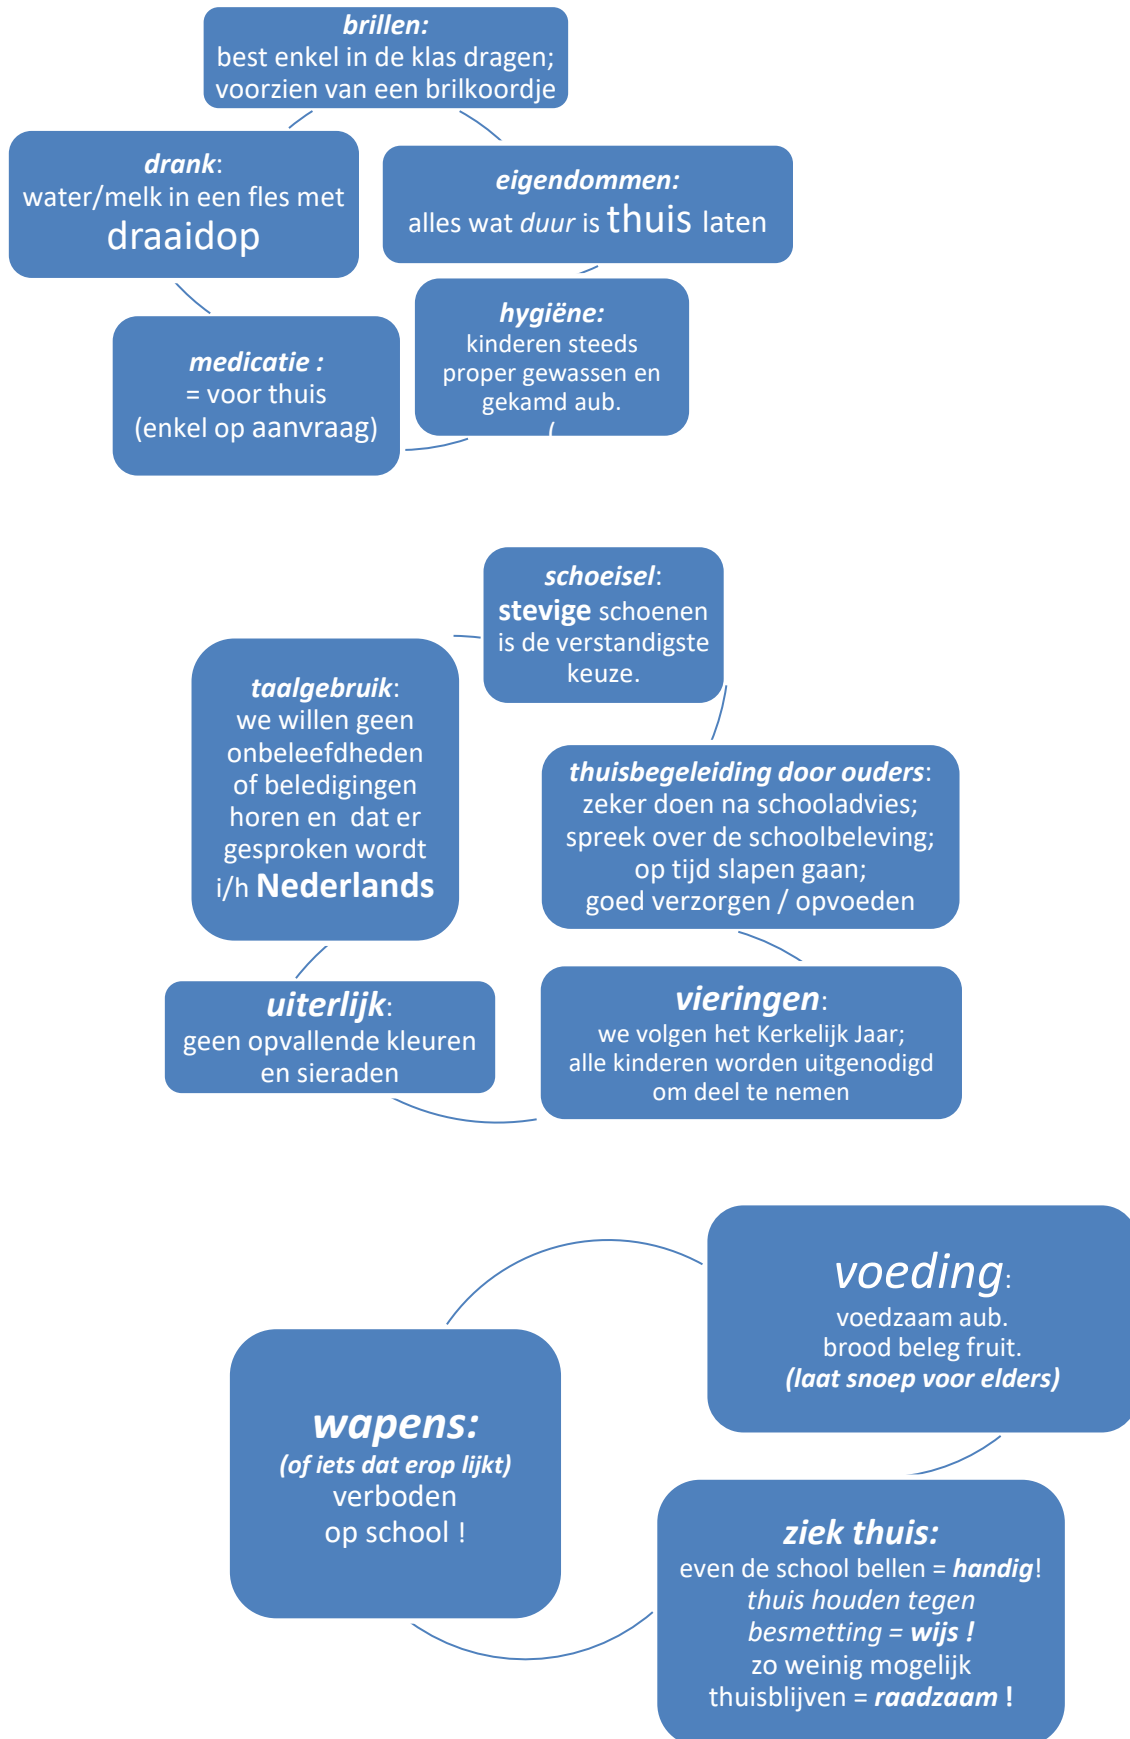 brillen:
best enkel in de klas dragen;
voorzien van een brilkoordje
drank:
water/melk in een fles met
draaidop
eigendommen:
alles wat duur is thuis laten
hygiëne:
kinderen steeds
proper gewassen en
gekamd aub.
(
medicatie :
= voor thuis
(enkel op aanvraag)
schoeisel:
stevige schoenen
is de verstandigste
keuze.
taalgebruik:
we willen geen
onbeleefdheden
of beledigingen
horen en dat er
gesproken wordt
i/h Nederlands
thuisbegeleiding door ouders:
zeker doen na schooladvies;
spreek over de schoolbeleving;
op tijd slapen gaan;
goed verzorgen / opvoeden
uiterlijk:
geen opvallende kleuren
en sieraden
vieringen:
we volgen het Kerkelijk Jaar;
alle kinderen worden uitgenodigd
om deel te nemen
voeding:
voedzaam aub.
brood beleg fruit.
(laat snoep voor elders)
wapens:
(of iets dat erop lijkt)
verboden
op school !
ziek thuis:
even de school bellen = handig!
thuis houden tegen
besmetting = wijs !
zo weinig mogelijk
thuisblijven = raadzaam !